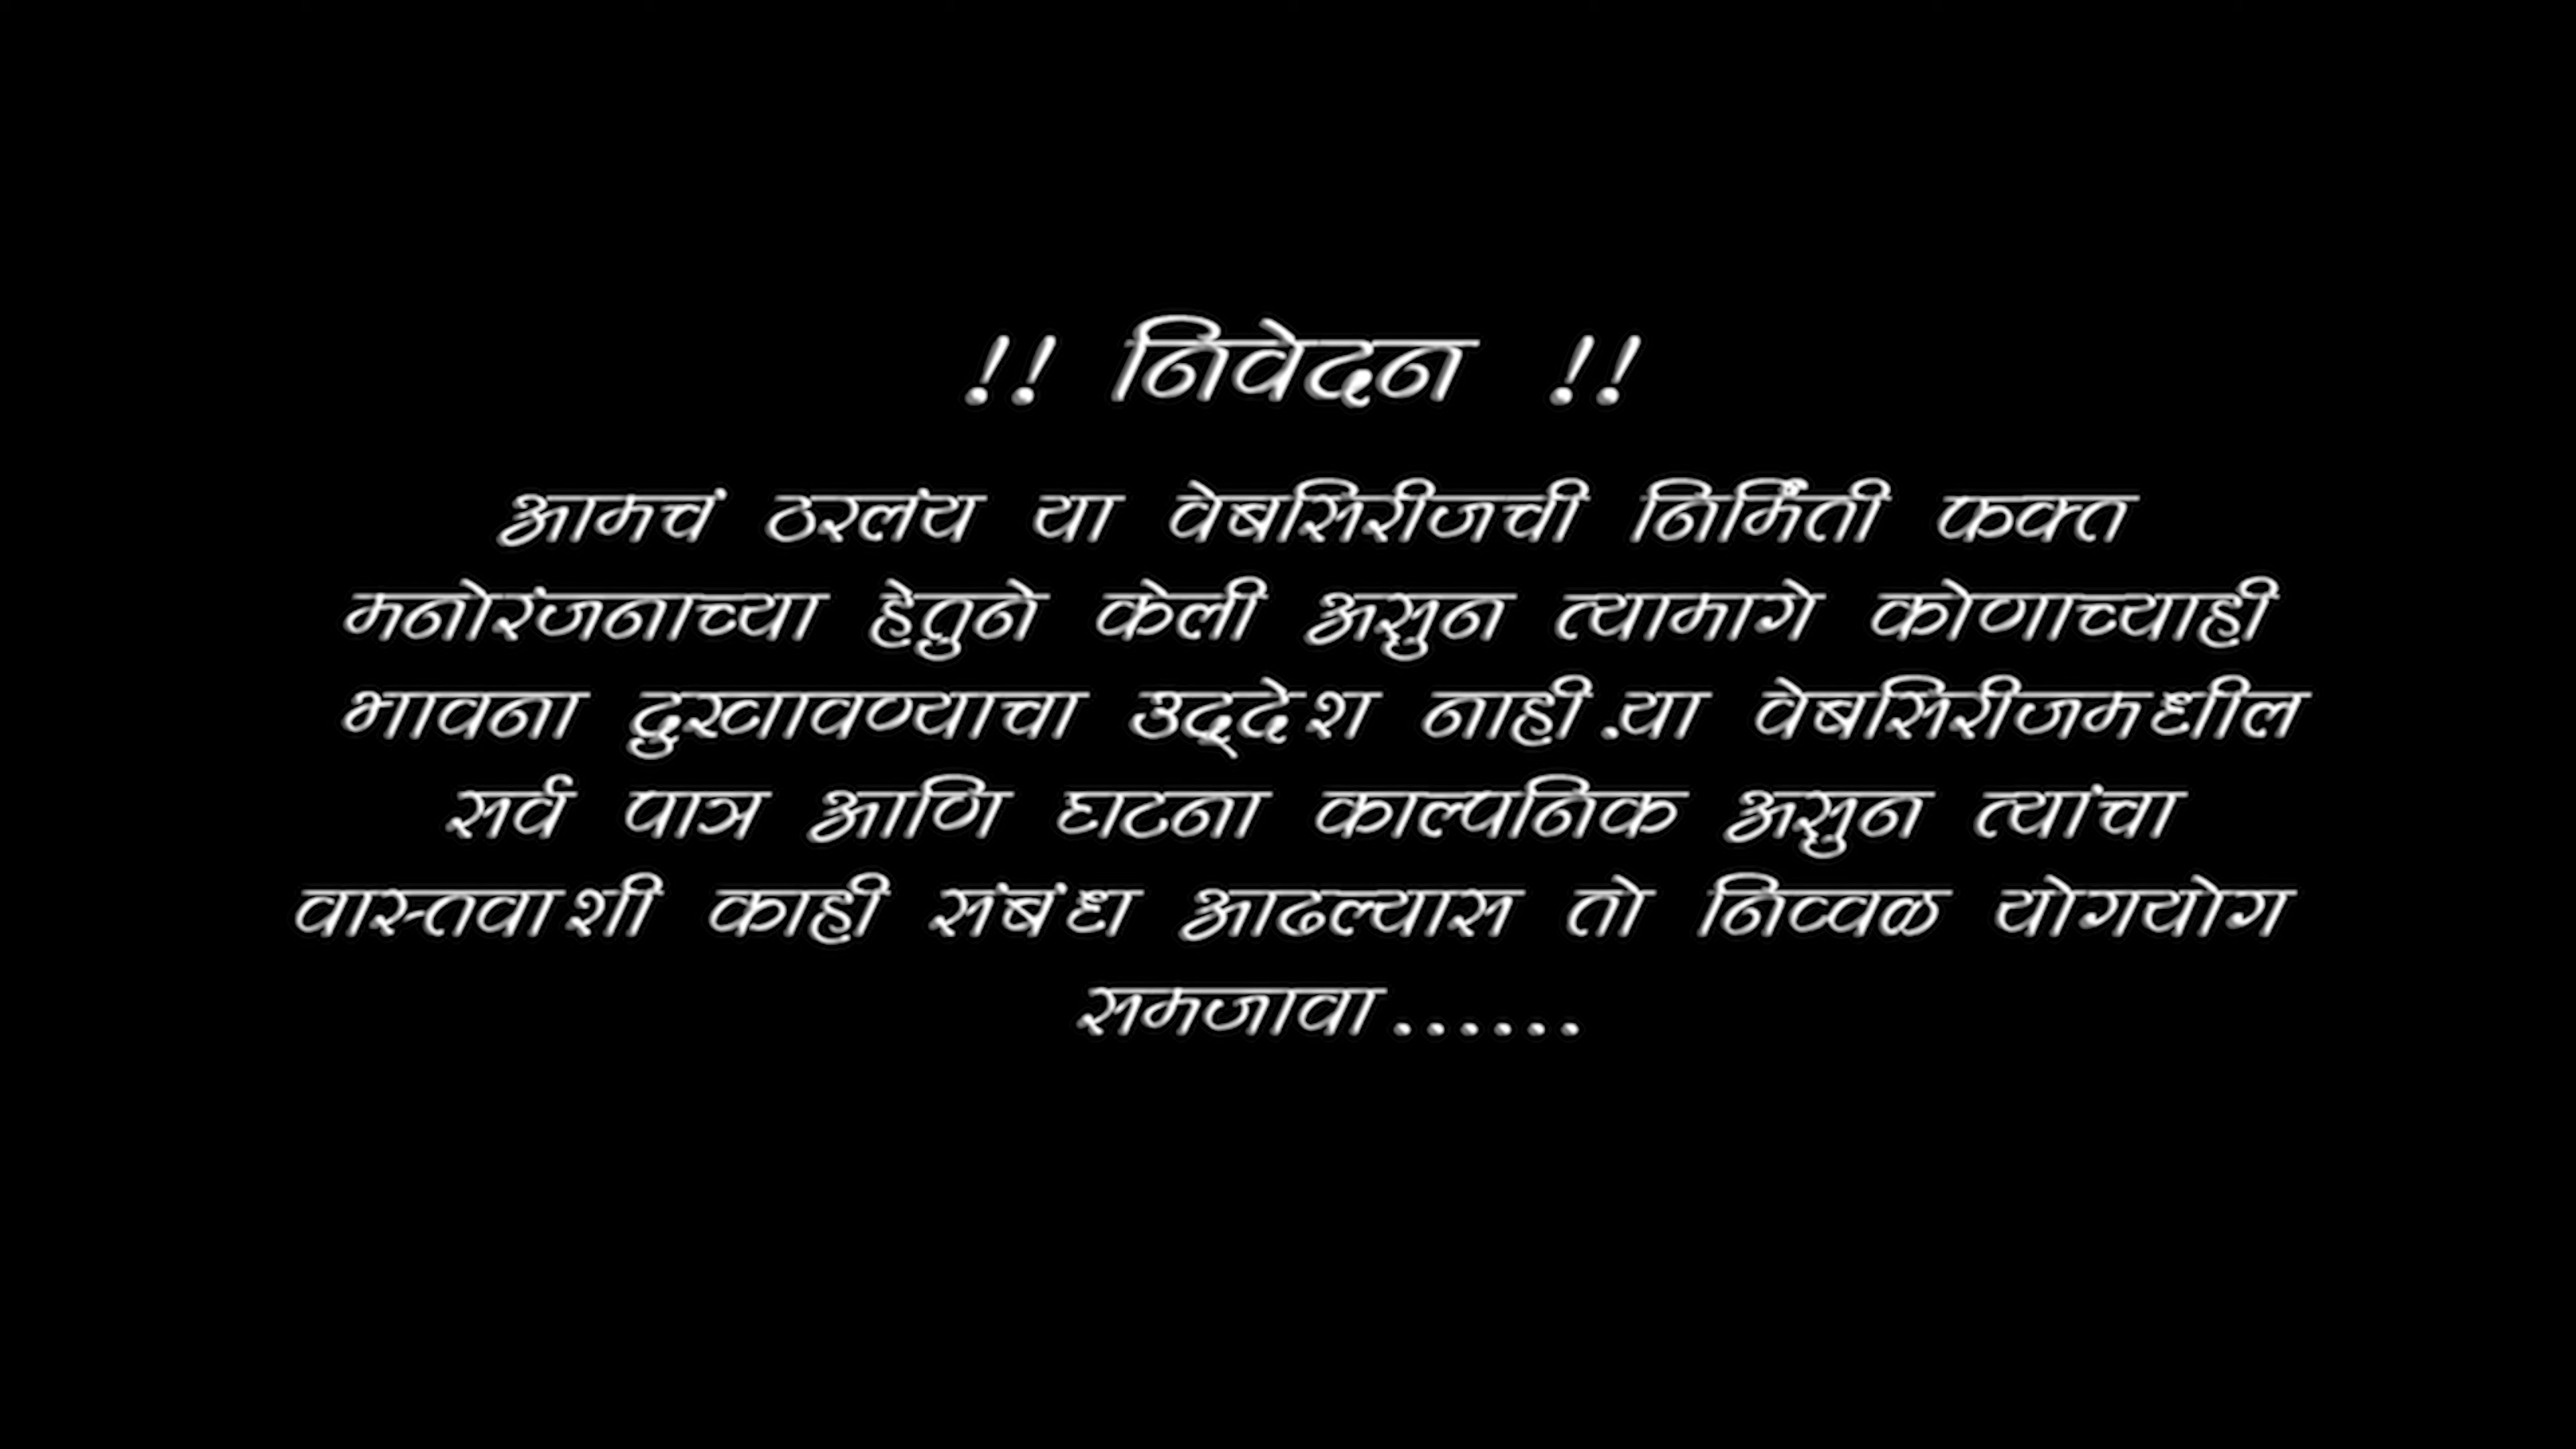 !! निवेदन !!
आमचं ठरलंय या वेबसिरीजची निर्मिंती फक्त
मनोरंजनाच्या हेतुने केली असुन त्यामागे कोणाच्याही
भावना दुखावण्याचा उद्देश नाही.या वेबसिरीजमधील
सर्व पात्र आणि घटना काल्पनिक असुन त्यांचा
वास्तवाशी काही संबंध आढल्यास तो निव्वळ योगयोग
समजावा......